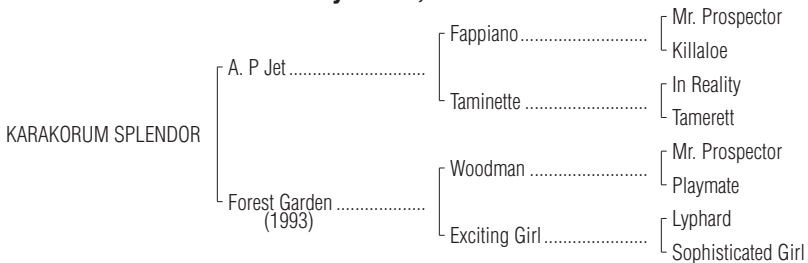 Mr. Prospector
Fappiano
Killaloe
A. P Jet
In Reality
Taminette
Tamerett
KARAKORUM SPLENDOR
Mr. Prospector
Woodman
Playmate
Forest Garden
(1993)
Lyphard
Exciting Girl
Sophisticated Girl